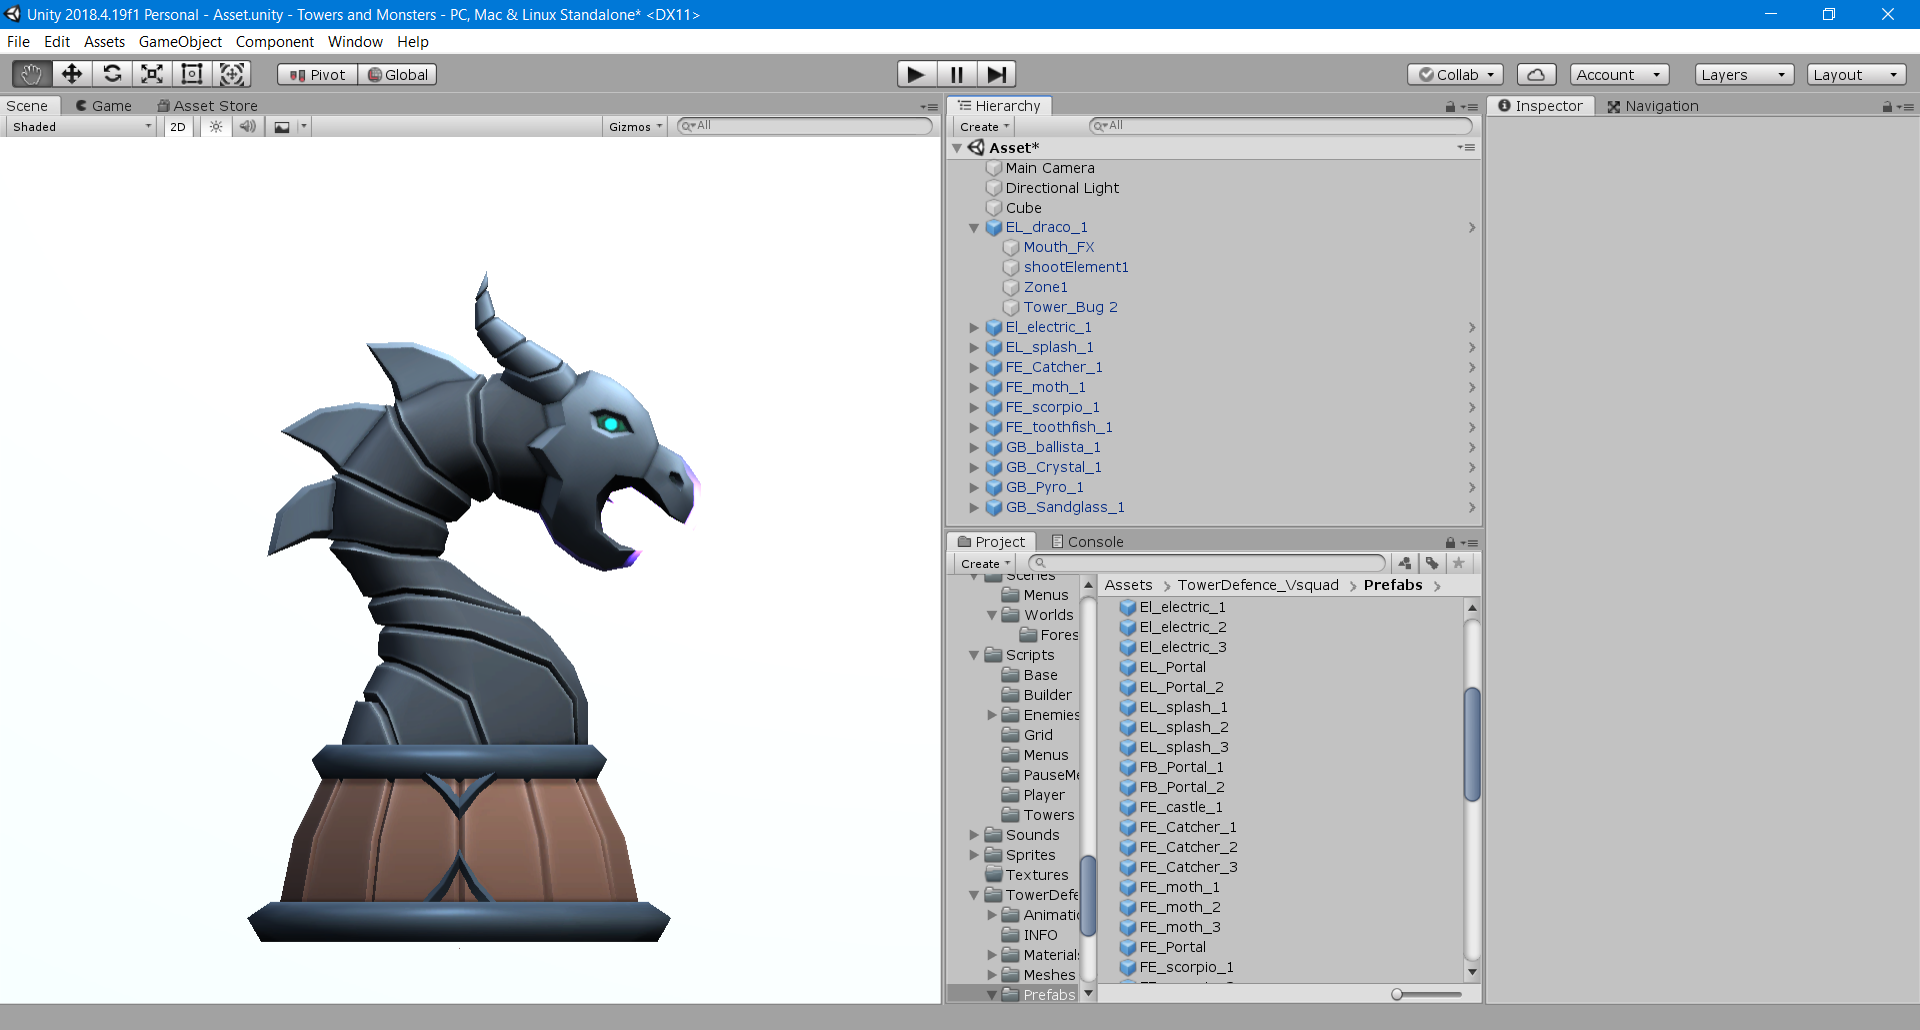 Unity 2018.4.19f1 Personal - Asset.unity - Towers and Monsters - PC, Mac & Linux Standalone* <DX11>
File Edit Assets GameObject Component Window Help
Pivot Global Collab Account Layers Layout
Scene Game Asset Store
Shaded 2D Gizmos All
Hierarchy
Create All
Asset*
Main Camera
Directional Light
Cube
EL_draco_1
Mouth_FX
shootElement1
Zone1
Tower_Bug 2
El_electric_1
EL_splash_1
FE_Catcher_1
FE_moth_1
FE_scorpio_1
FE_toothfish_1
GB_ballista_1
GB_Crystal_1
GB_Pyro_1
GB_Sandglass_1
Inspector Navigation
Project Console
Create
Scenes
Menus
Worlds
Fores
Scripts
Base
Builder
Enemies
Grid
Menus
PauseMe
Player
Towers
Sounds
Sprites
Textures
TowerDefe
Animatio
INFO
Materials
Meshes
Prefabs
Assets TowerDefence_Vsquad Prefabs
El_electric_1
El_electric_2
El_electric_3
EL_Portal
EL_Portal_2
EL_splash_1
EL_splash_2
EL_splash_3
FB_Portal_1
FB_Portal_2
FE_castle_1
FE_Catcher_1
FE_Catcher_2
FE_Catcher_3
FE_moth_1
FE_moth_2
FE_moth_3
FE_Portal
FE_scorpio_1